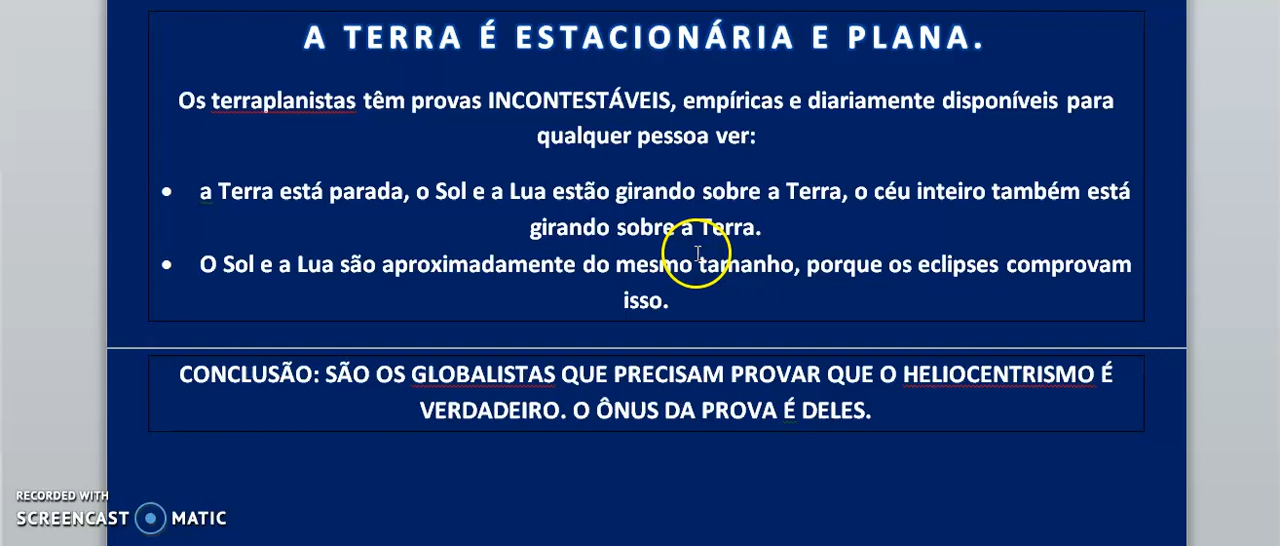 A TERRA É ESTACIONÁRIA E PLANA.
Os terraplanistas têm provas INCONTESTÁVEIS, empíricas e diariamente disponíveis para
qualquer pessoa ver:
• a Terra está parada, o Sol e a Lua estão girando sobre a Terra, o céu inteiro também está
girando sobre a Terra.
• O Sol e a Lua são aproximadamente do mesmo tamanho, porque os eclipses comprovam
isso.
CONCLUSÃO: SÃO OS GLOBALISTAS QUE PRECISAM PROVAR QUE O HELIOCENTRISMO É
VERDADEIRO. O ÔNUS DA PROVA É DELES.
RECORDED WITH
SCREENCAST MATIC